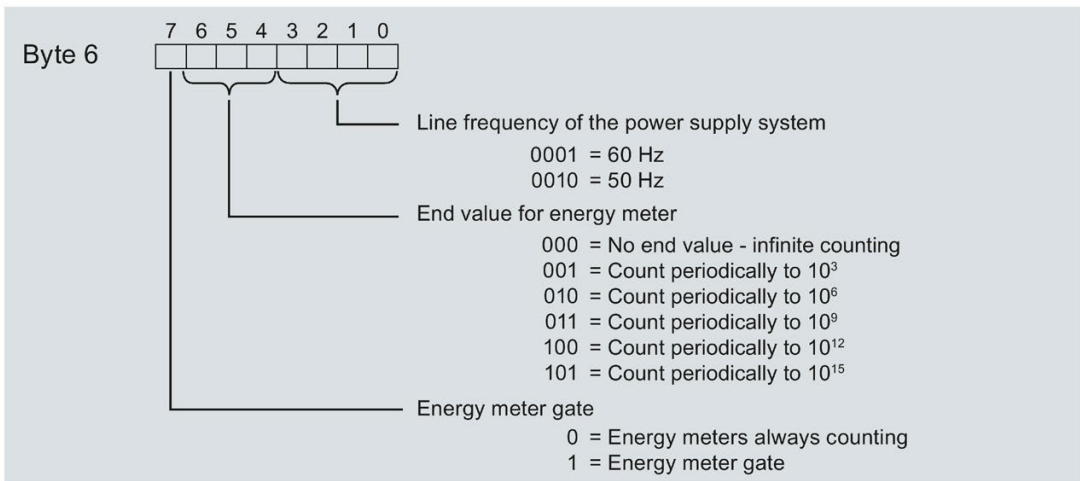 7 6 5 4 3 2 1 0
Byte 6
Line frequency of the power supply system
0001 = 60 Hz
0010 = 50 Hz
End value for energy meter
000 = No end value - infinite counting
001 = Count periodically to 10³
010 = Count periodically to 10⁶
011 = Count periodically to 10⁹
100 = Count periodically to 10¹²
101 = Count periodically to 10¹⁵
Energy meter gate
0 = Energy meters always counting
1 = Energy meter gate